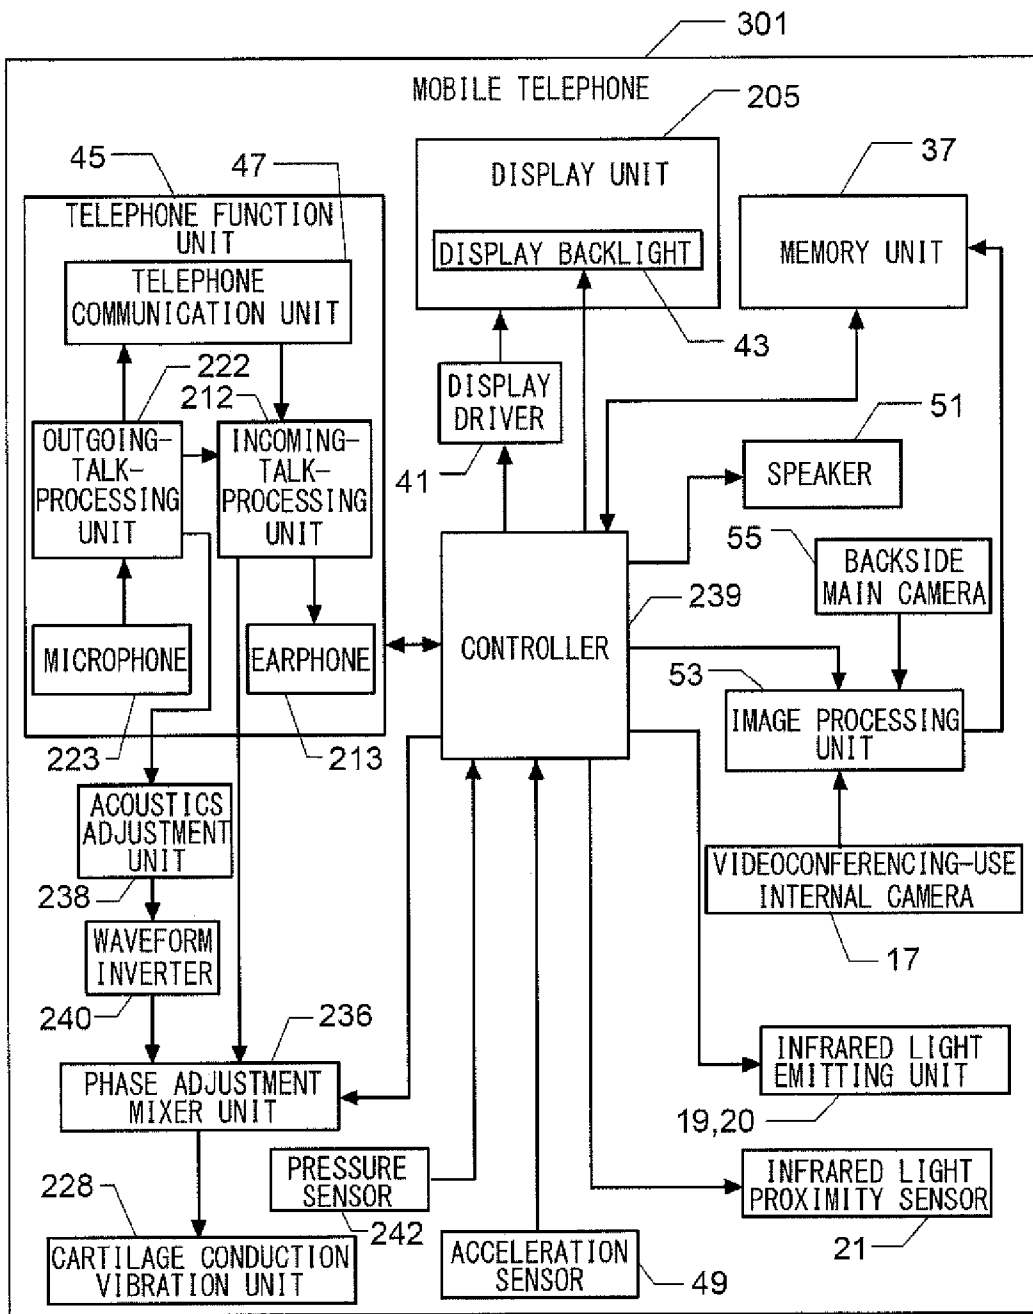 301
MOBILE TELEPHONE
205
45
47
37
TELEPHONE FUNCTION
UNIT
DISPLAY UNIT
DISPLAY BACKLIGHT
MEMORY UNIT
TELEPHONE
COMMUNICATION UNIT
43
222
212
DISPLAY
DRIVER
41
51
SPEAKER
OUTGOING-
TALK-
PROCESSING
UNIT
INCOMING-
TALK-
PROCESSING
UNIT
55
BACKSIDE
MAIN CAMERA
239
CONTROLLER
MICROPHONE
EARPHONE
53
IMAGE PROCESSING
UNIT
223
213
ACOUSTICS
ADJUSTMENT
UNIT
238
VIDEOCONFERENCING-USE
INTERNAL CAMERA
17
WAVEFORM
INVERTER
240
236
PHASE ADJUSTMENT
MIXER UNIT
INFRARED LIGHT
EMITTING UNIT
19,20
PRESSURE
SENSOR
242
INFRARED LIGHT
PROXIMITY SENSOR
21
228
CARTILAGE CONDUCTION
VIBRATION UNIT
ACCELERATION
SENSOR
49